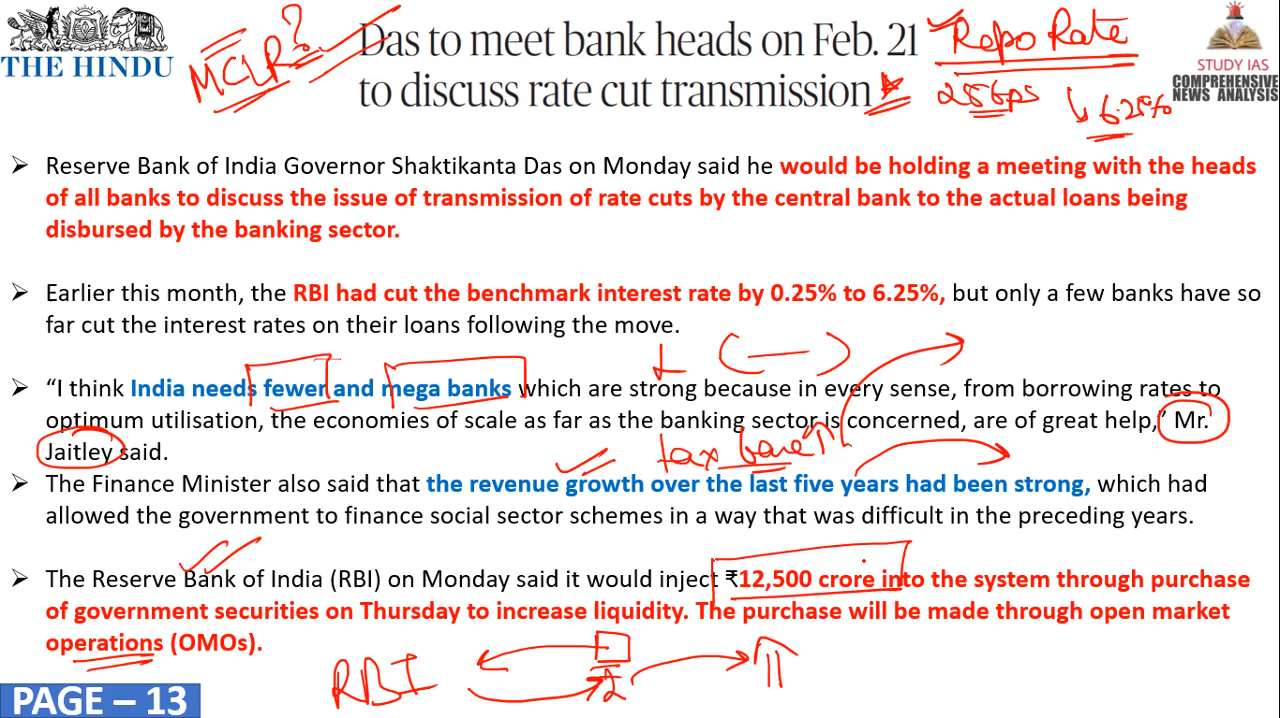 THE HINDU
MCLR?
Das to meet bank heads on Feb. 21
to discuss rate cut transmission
Repo Rate
25 bps
6.25%
STUDY IAS
COMPREHENSIVE
NEWS ANALYSIS
➢ Reserve Bank of India Governor Shaktikanta Das on Monday said he would be holding a meeting with the heads
of all banks to discuss the issue of transmission of rate cuts by the central bank to the actual loans being
disbursed by the banking sector.
➢ Earlier this month, the RBI had cut the benchmark interest rate by 0.25% to 6.25%, but only a few banks have so
far cut the interest rates on their loans following the move.
➢ “I think India needs fewer and mega banks which are strong because in every sense, from borrowing rates to
optimum utilisation, the economies of scale as far as the banking sector is concerned, are of great help,” Mr.
Jaitley said.
tax base ↑
➢ The Finance Minister also said that the revenue growth over the last five years had been strong, which had
allowed the government to finance social sector schemes in a way that was difficult in the preceding years.
➢ The Reserve Bank of India (RBI) on Monday said it would inject ₹12,500 crore into the system through purchase
of government securities on Thursday to increase liquidity. The purchase will be made through open market
operations (OMOs).
RBI
PAGE – 13